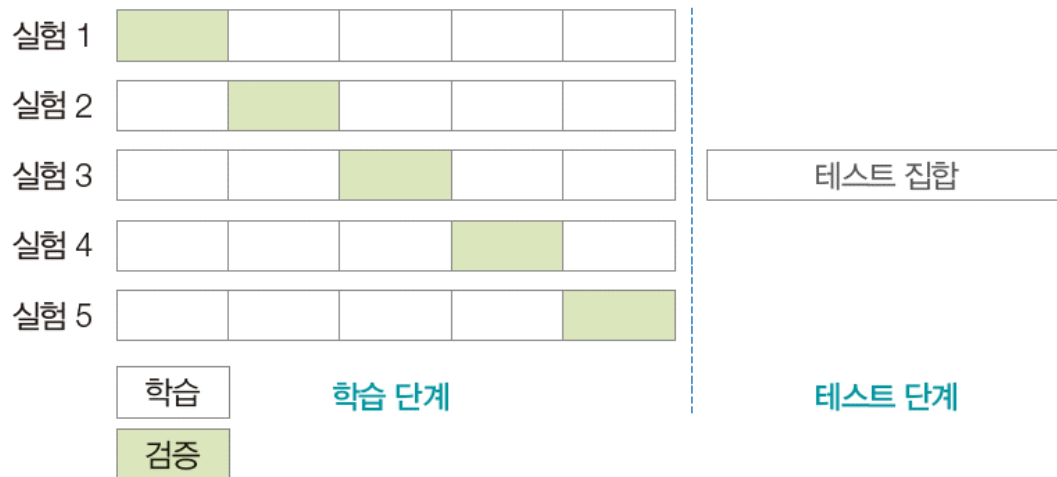 실험 1
실험 2
실험 3
테스트 집합
실험 4
실험 5
학습
학습 단계
테스트 단계
검증